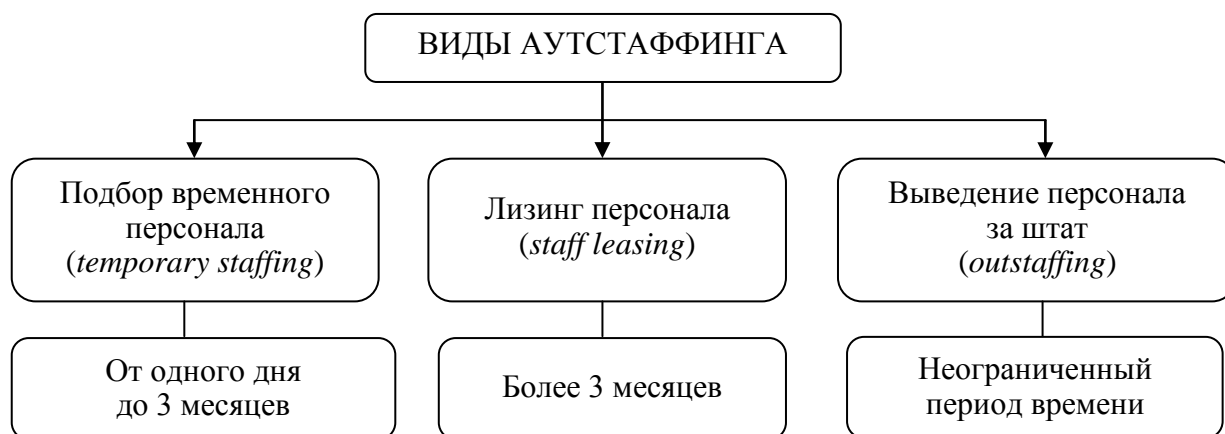 ВИДЫ АУТСТАФФИНГА
Подбор временного
персонала
(temporary staffing)
Лизинг персонала
(staff leasing)
Выведение персонала
за штат
(outstaffing)
От одного дня
до 3 месяцев
Более 3 месяцев
Неограниченный
период времени